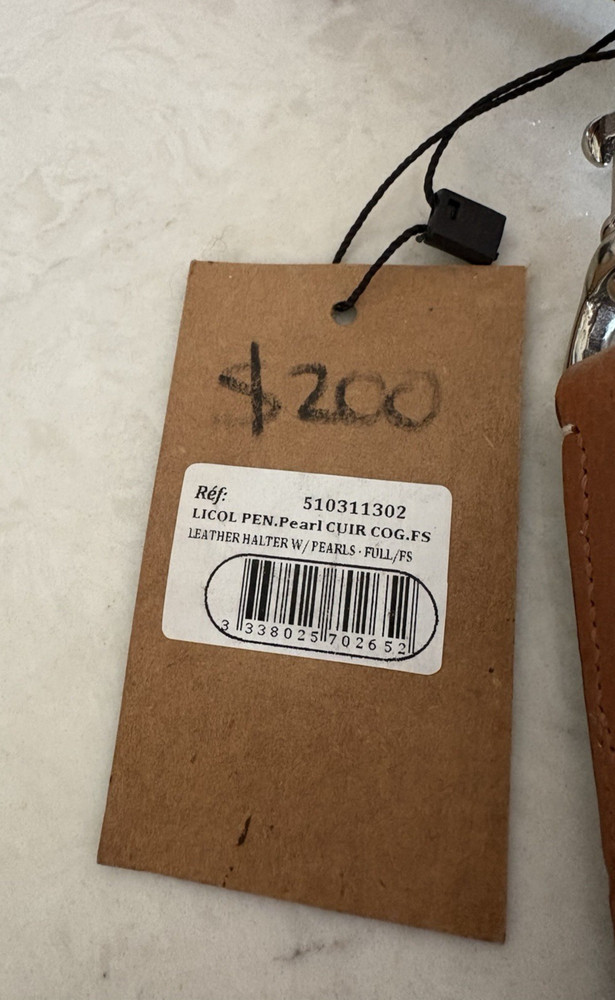 $200
Réf: 510311302
LICOL PEN.Pearl CUIR COG.FS
LEATHER HALTER W/ PEARLS · FULL/FS
3 338025 702652